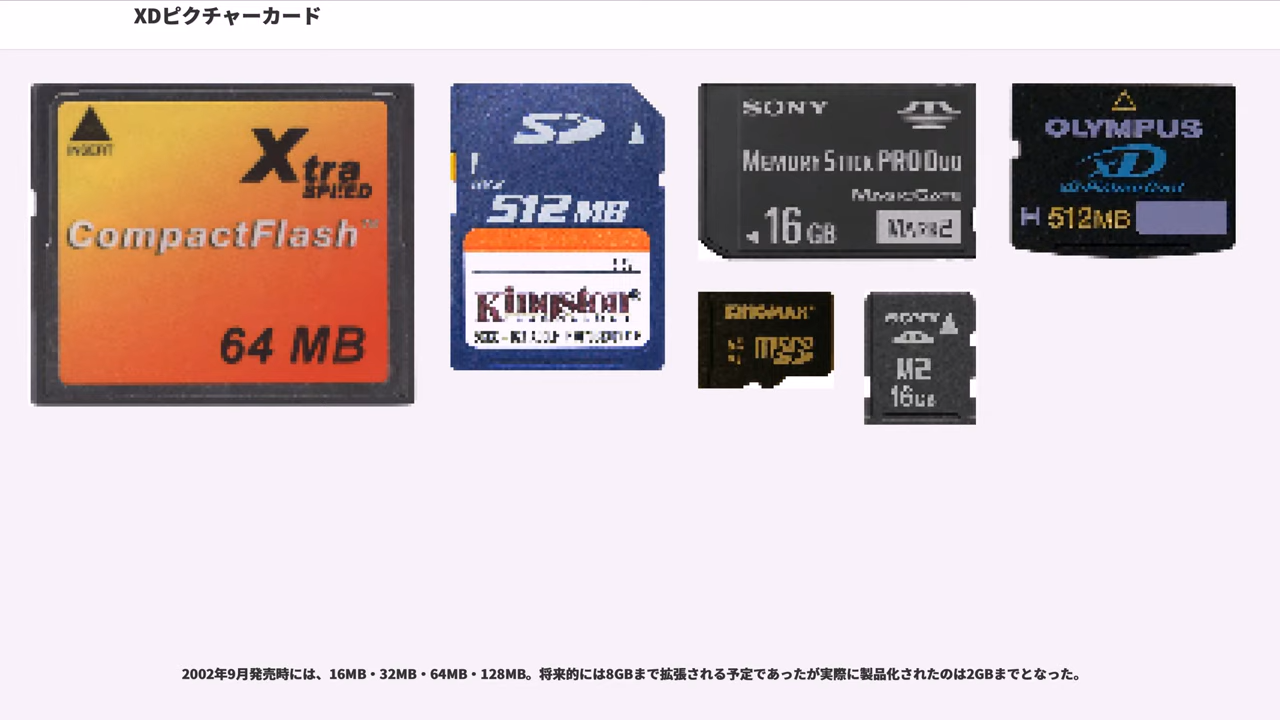 XDピクチャーカード
INSERT
Xtra
SPEED
CompactFlash™
64 MB
SD
512 MB
Kingston
SONY
MEMORY STICK PRO DUO
MAGICGATE
16 GB
MARK2
OLYMPUS
xD
xD-Picture Card
H 512MB
KINGMAX
micro
SONY
M2
16GB
2002年9月発売時には、16MB・32MB・64MB・128MB。将来的には8GBまで拡張される予定であったが実際に製品化されたのは2GBまでとなった。